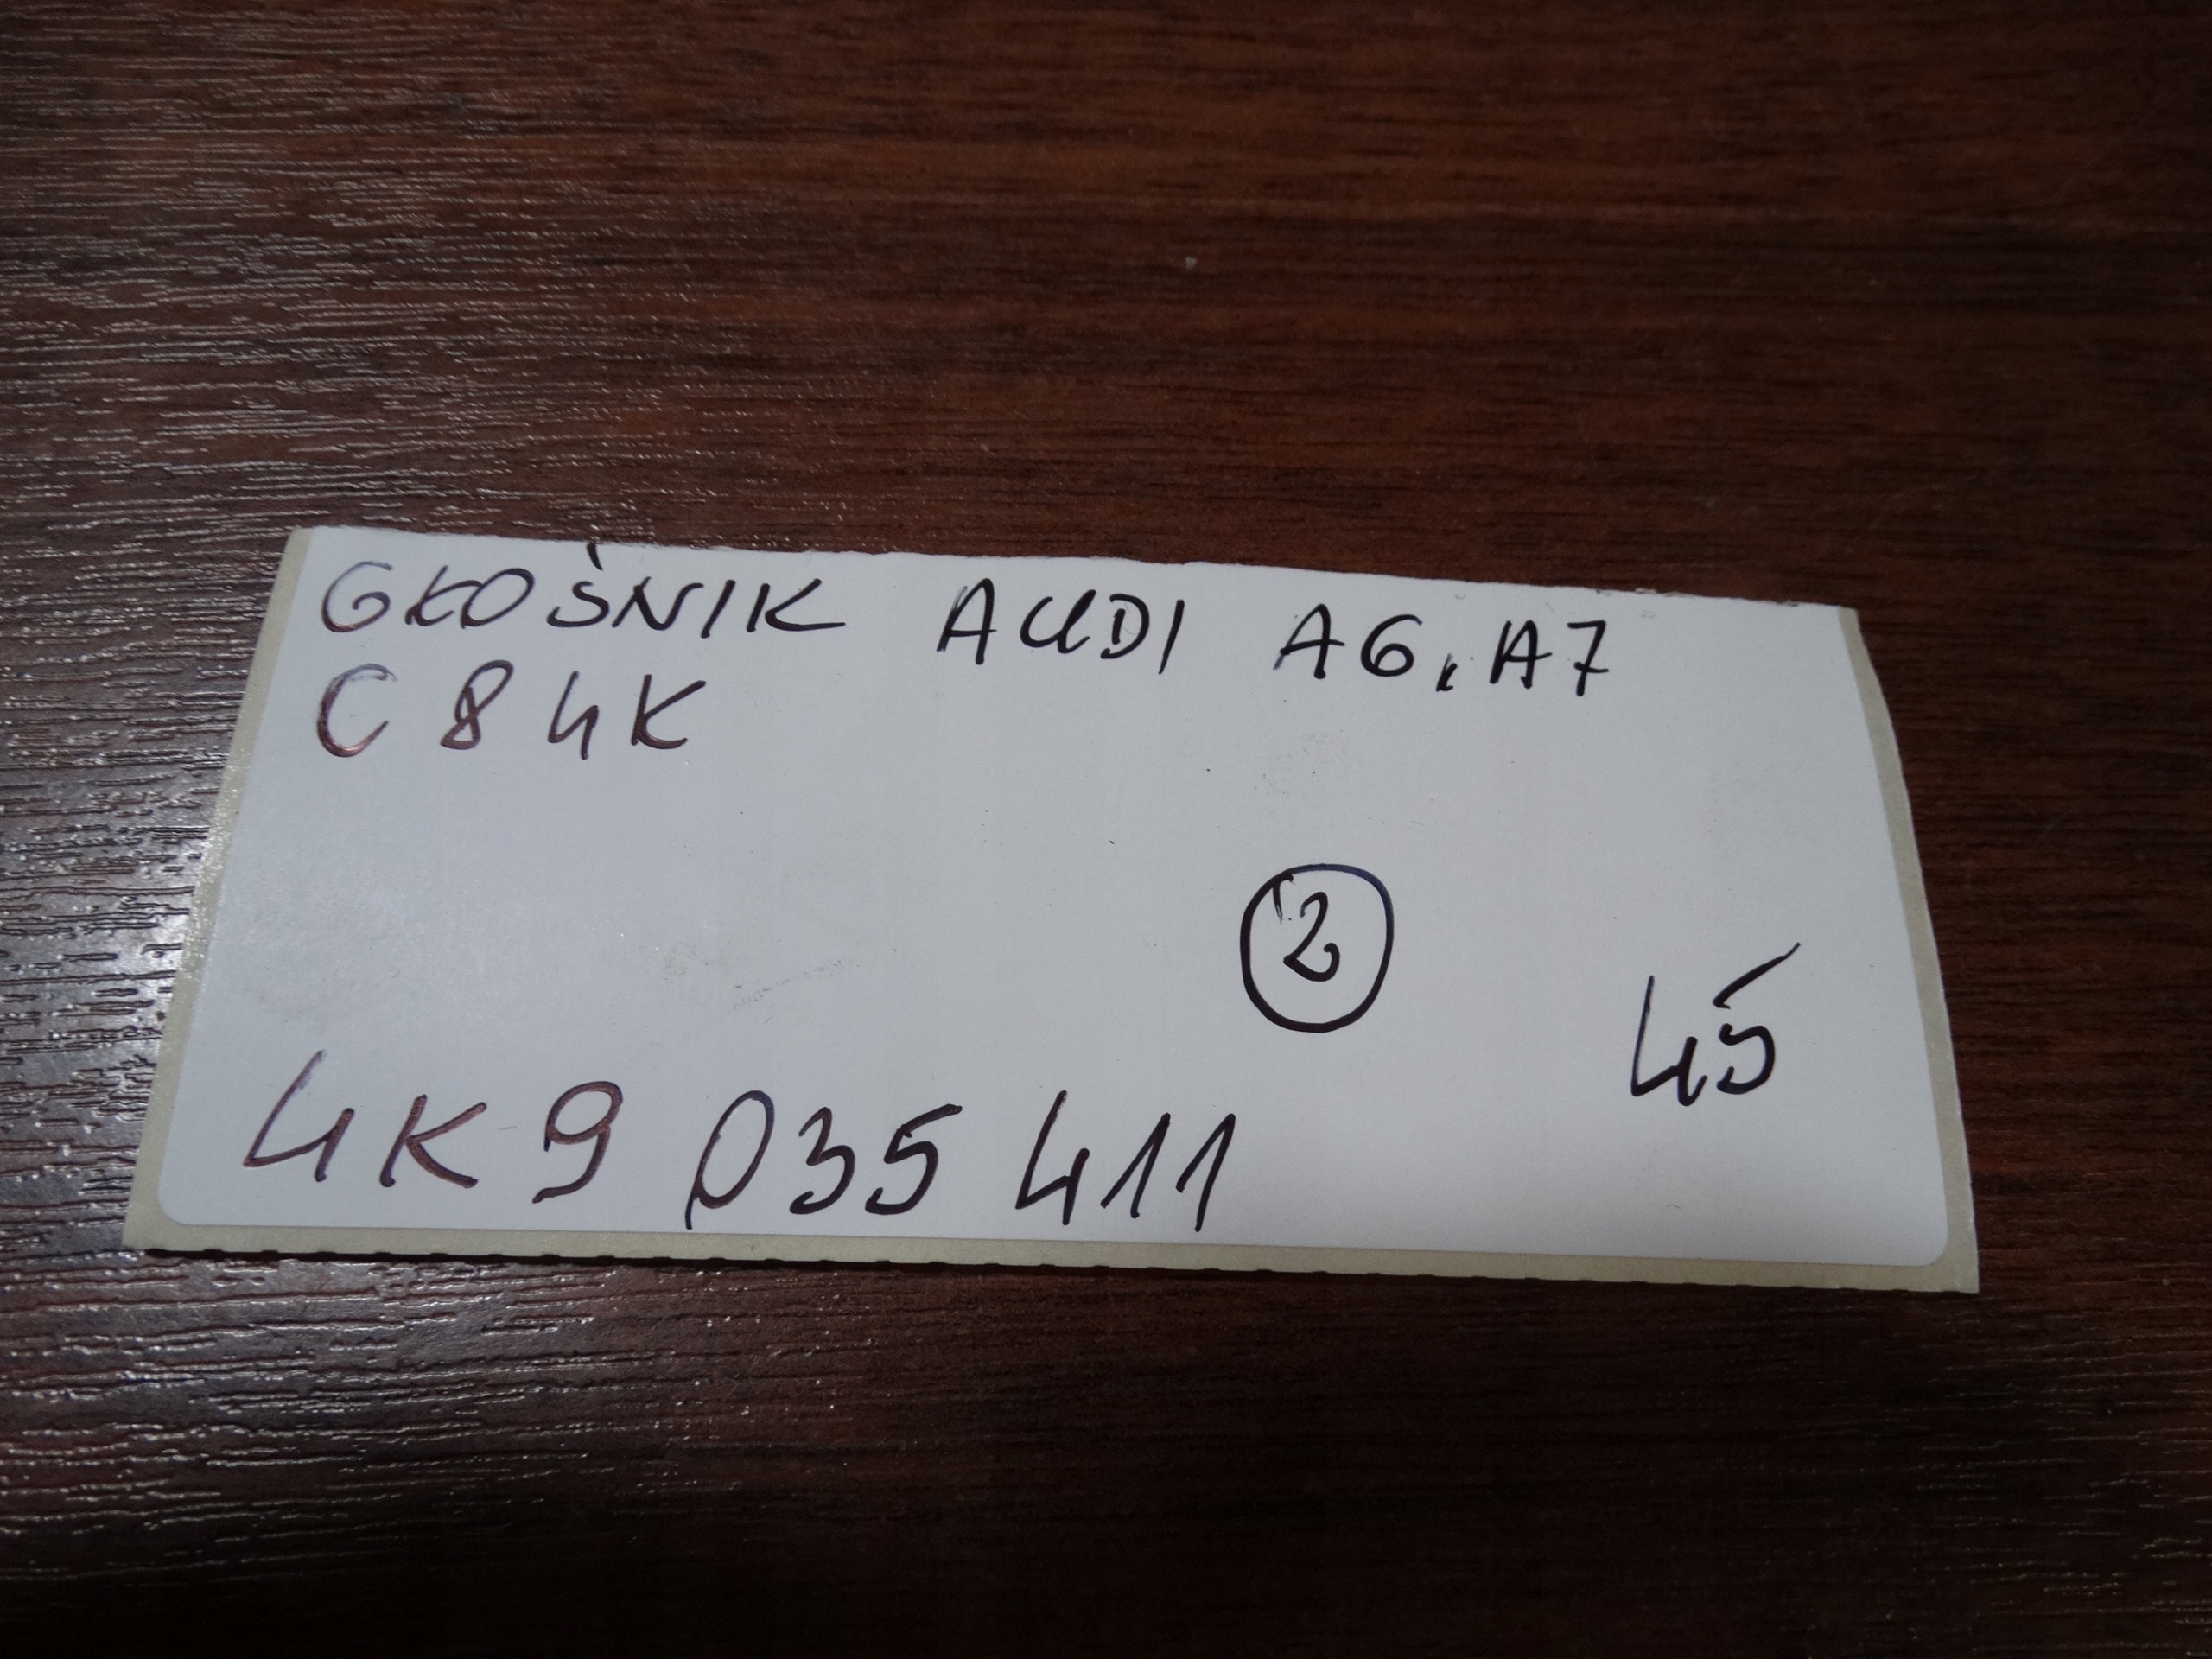 GŁOŚNIK AUDI A6, A7
C8 4K
2
45
4K9 035 411